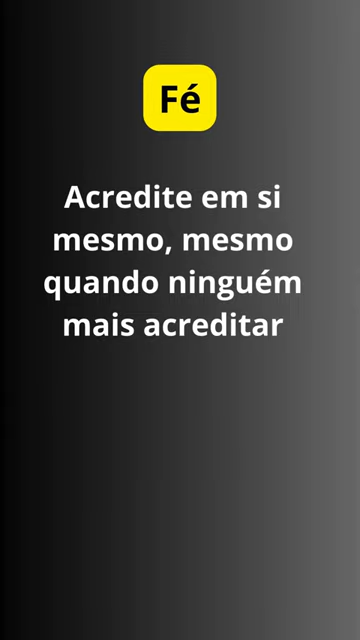 Fé
Acredite em si
mesmo, mesmo
quando ninguém
mais acreditar